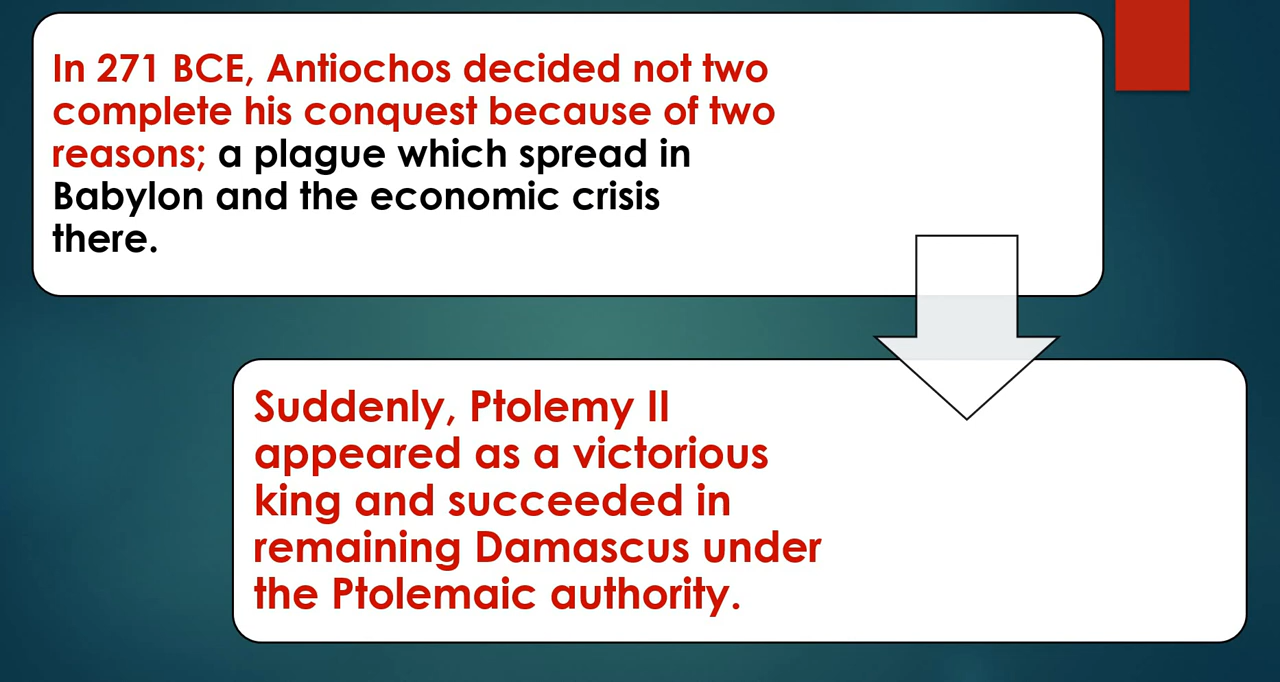 In 271 BCE, Antiochos decided not two
complete his conquest because of two
reasons; a plague which spread in
Babylon and the economic crisis
there.
Suddenly, Ptolemy II
appeared as a victorious
king and succeeded in
remaining Damascus under
the Ptolemaic authority.